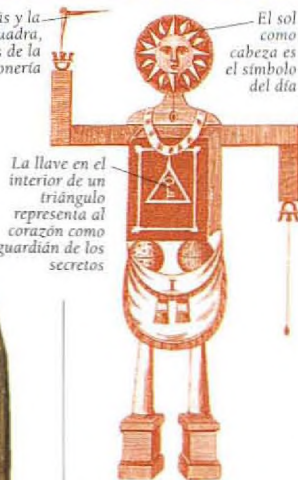 is y la
uadra,
s de la
onería
El sol
como
cabeza es
el símbolo
del día
La llave en el
interior de un
triángulo
representa al
corazón como
guardián de los
secretos
I